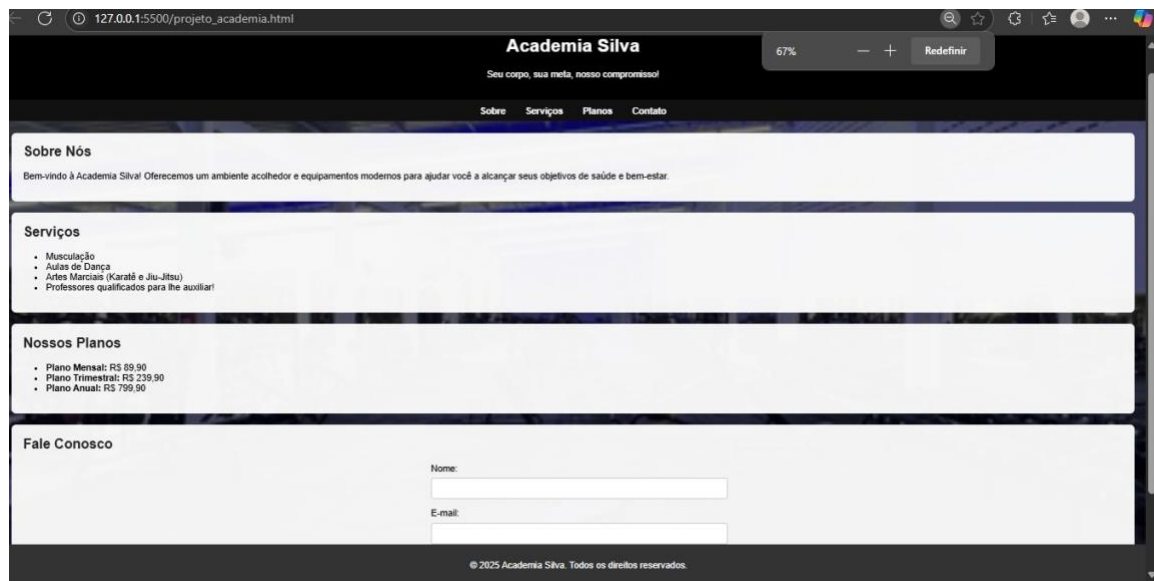 127.0.0.1:5500/projeto_academia.html
Academia Silva
67%
Redefinir
Seu corpo, sua meta, nosso compromisso!
Sobre Serviços Planos Contato
Sobre Nós
Bem-vindo à Academia Silva! Oferecemos um ambiente acolhedor e equipamentos modernos para ajudar você a alcançar seus objetivos de saúde e bem-estar.
Serviços
• Musculação
• Aulas de Dança
• Artes Marciais (Karatê e Jiu-Jitsu)
• Professores qualificados para lhe auxiliar!
Nossos Planos
• Plano Mensal: R$ 89,90
• Plano Trimestral: R$ 239,90
• Plano Anual: R$ 799,90
Fale Conosco
Nome:
E-mail:
© 2025 Academia Silva. Todos os direitos reservados.